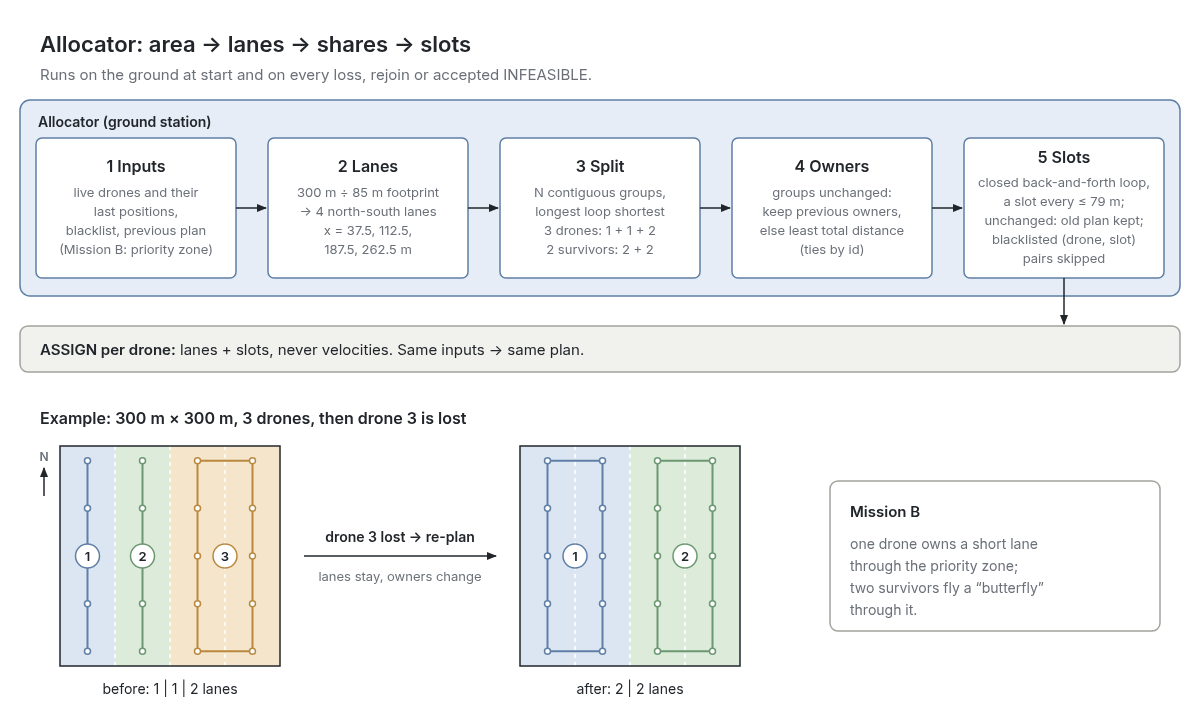 Allocator: area → lanes → shares → slots
Runs on the ground at start and on every loss, rejoin or accepted INFEASIBLE.
Allocator (ground station)
1 Inputs
live drones and their
last positions,
blacklist, previous plan
(Mission B: priority zone)
2 Lanes
300 m ÷ 85 m footprint
→ 4 north-south lanes
x = 37.5, 112.5,
187.5, 262.5 m
3 Split
N contiguous groups,
longest loop shortest
3 drones: 1 + 1 + 2
2 survivors: 2 + 2
4 Owners
groups unchanged:
keep previous owners,
else least total distance
(ties by id)
5 Slots
closed back-and-forth loop,
a slot every ≤ 79 m;
unchanged: old plan kept;
blacklisted (drone, slot)
pairs skipped
ASSIGN per drone: lanes + slots, never velocities. Same inputs → same plan.
Example: 300 m × 300 m, 3 drones, then drone 3 is lost
N
1
2
3
before: 1 | 1 | 2 lanes
drone 3 lost → re-plan
lanes stay, owners change
1
2
after: 2 | 2 lanes
Mission B
one drone owns a short lane
through the priority zone;
two survivors fly a “butterfly”
through it.